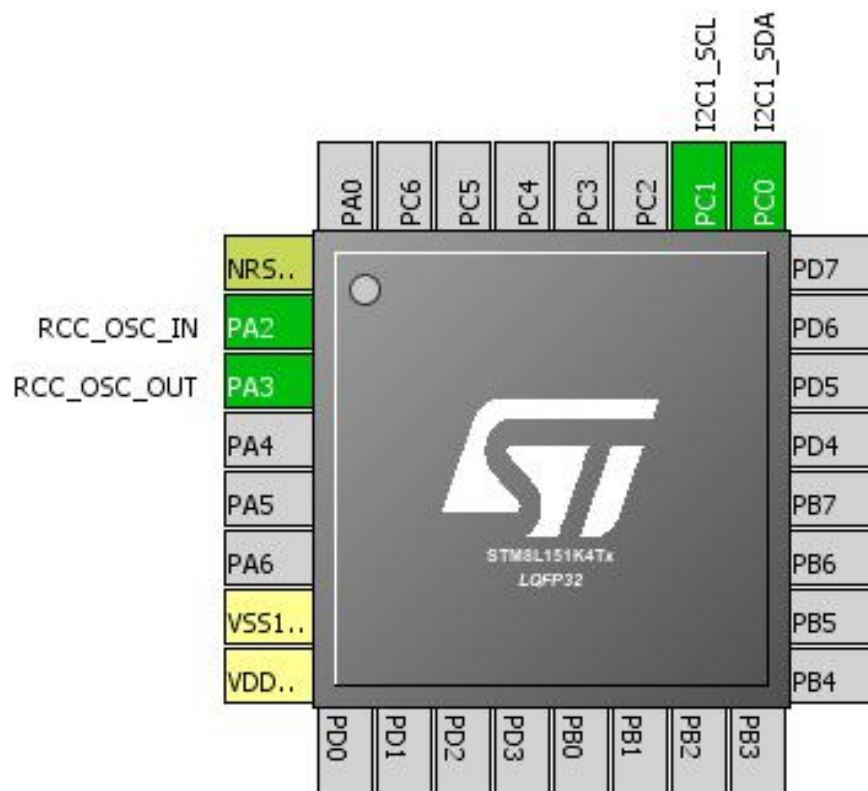 I2C1_SCL
I2C1_SDA
PA0
PC6
PC5
PC4
PC3
PC2
PC1
PC0
NRS..
RCC_OSC_IN PA2
RCC_OSC_OUT PA3
PA4
PA5
PA6
VSS1..
VDD..
PD7
PD6
PD5
PD4
PB7
PB6
PB5
PB4
ST
STM8L151K4Tx
LQFP32
PD0
PD1
PD2
PD3
PB0
PB1
PB2
PB3